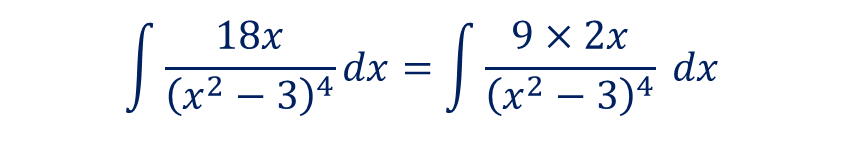 ∫ 18x/(x² − 3)⁴ dx = ∫ 9 × 2x/(x² − 3)⁴ dx